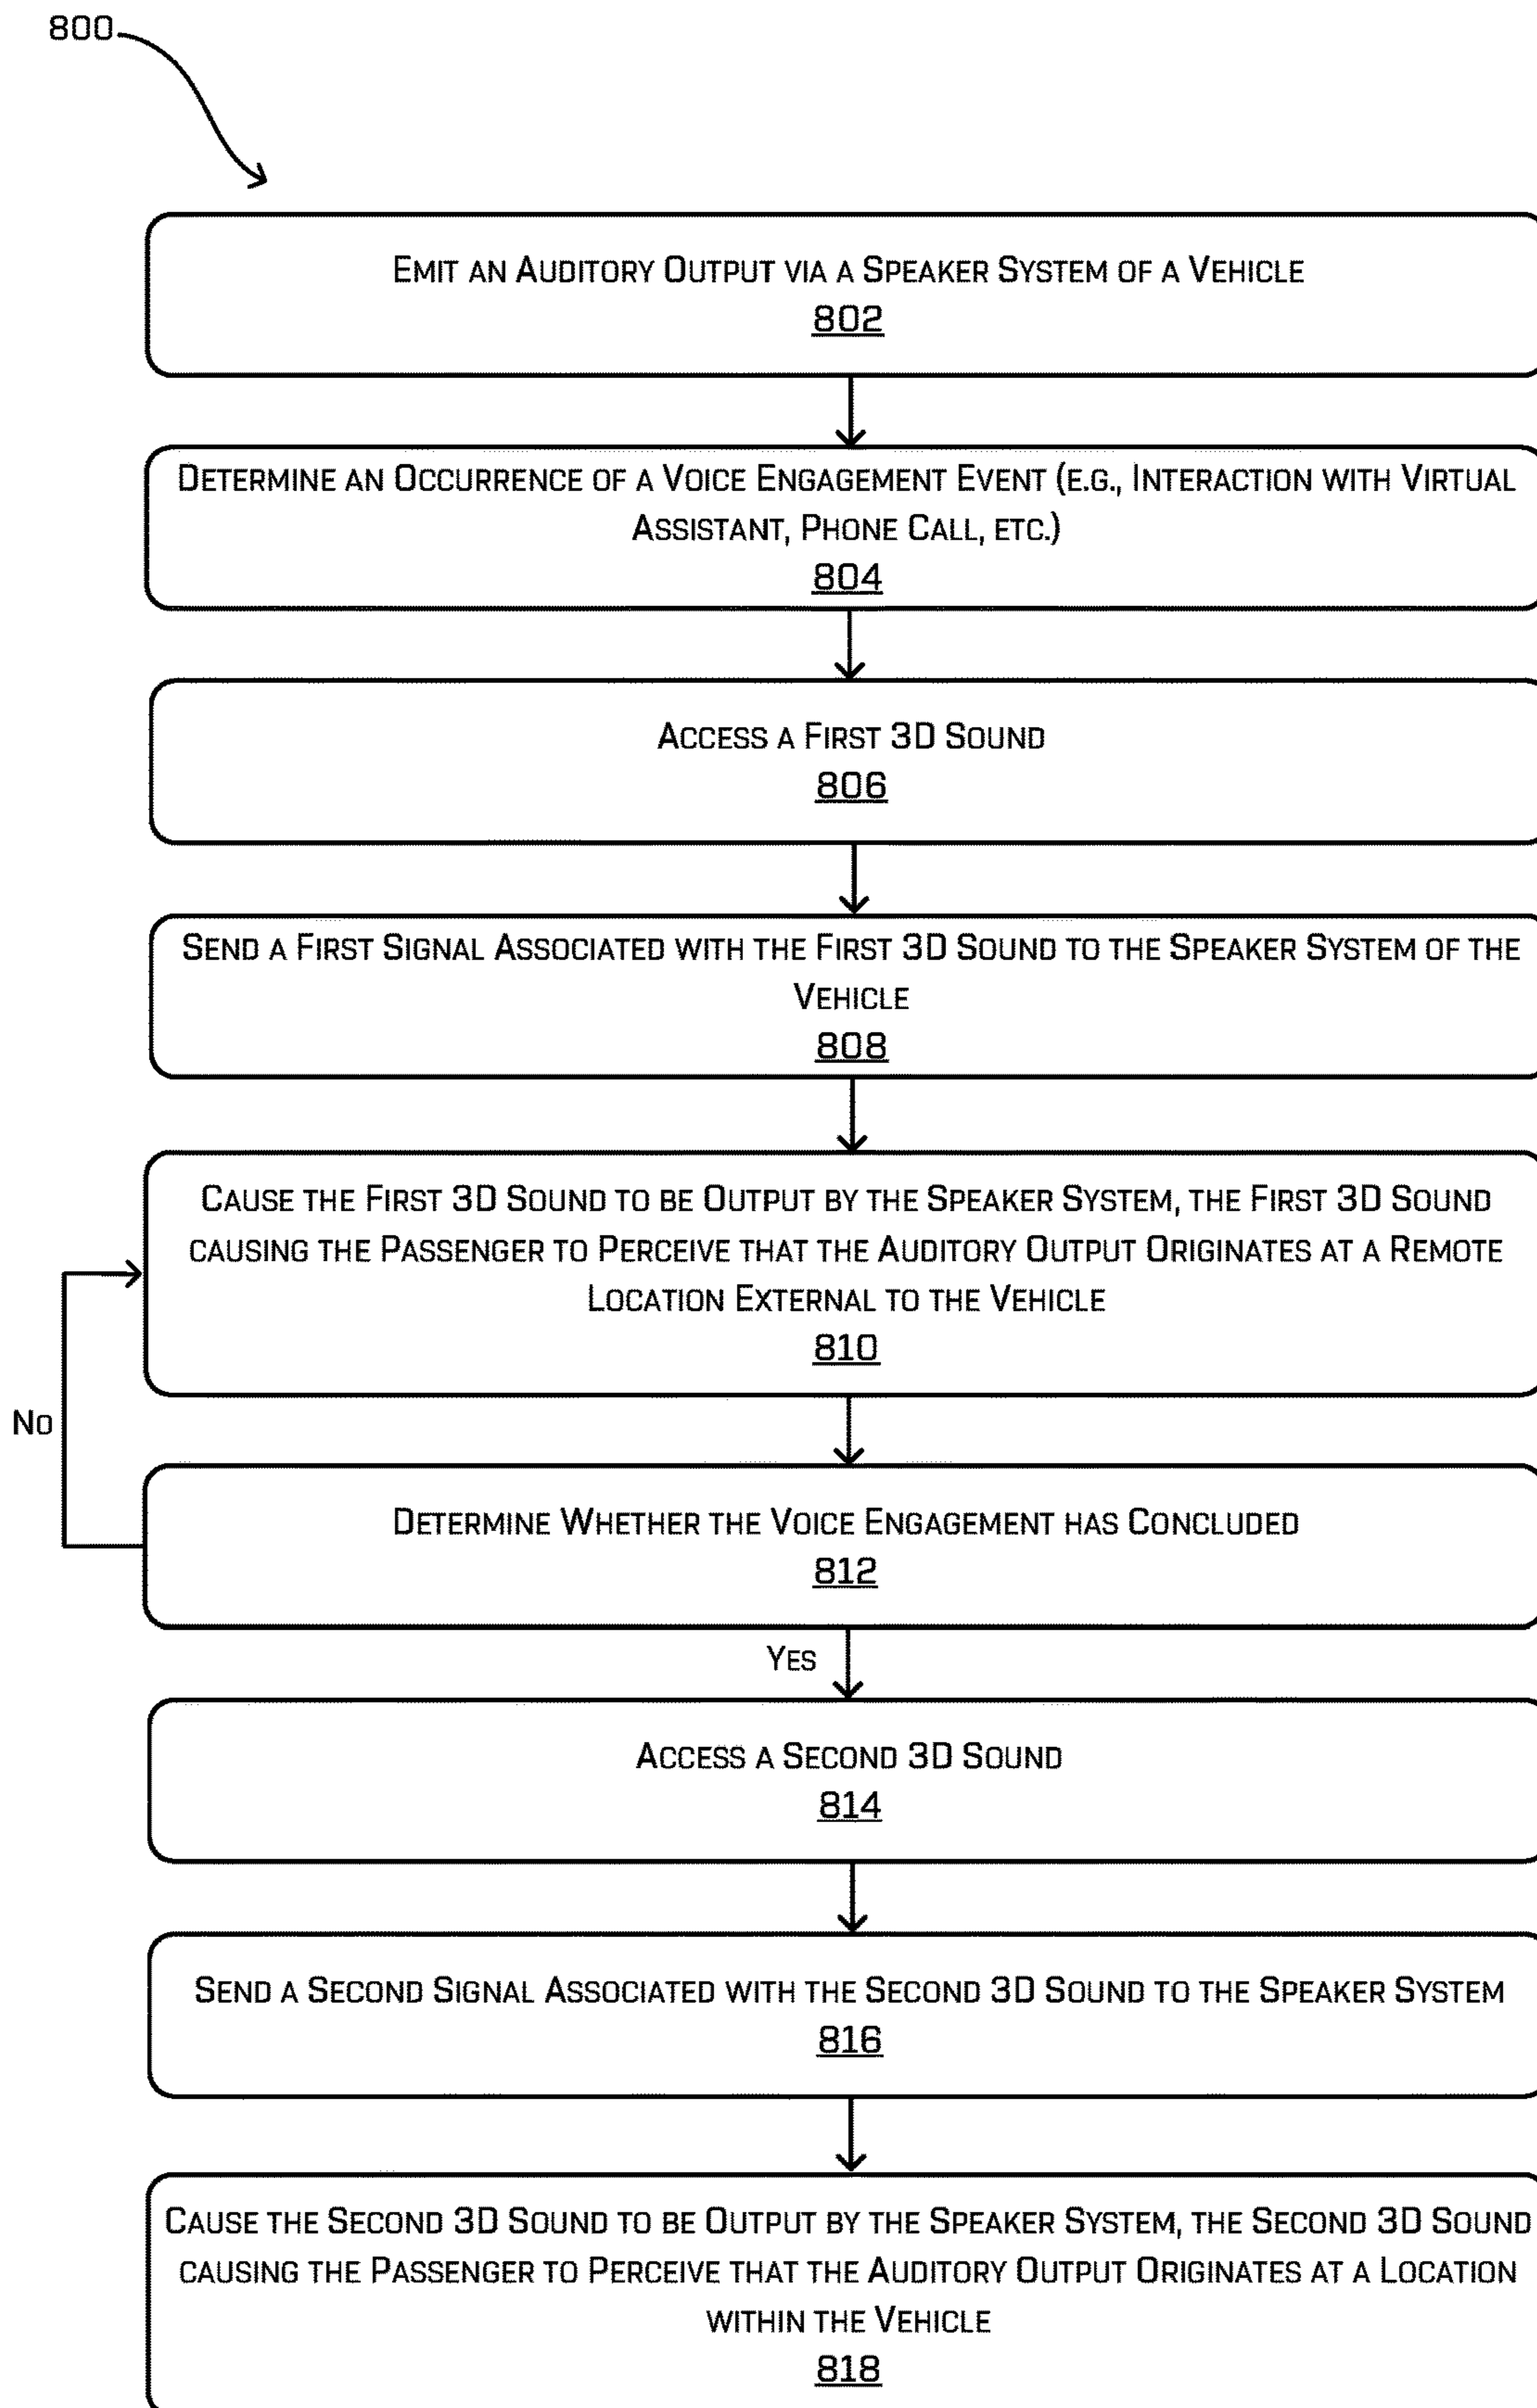 800
Emit an Auditory Output via a Speaker System of a Vehicle
802
Determine an Occurrence of a Voice Engagement Event (e.g., Interaction with Virtual
Assistant, Phone Call, etc.)
804
Access a First 3D Sound
806
Send a First Signal Associated with the First 3D Sound to the Speaker System of the
Vehicle
808
Cause the First 3D Sound to be Output by the Speaker System, the First 3D Sound
causing the Passenger to Perceive that the Auditory Output Originates at a Remote
Location External to the Vehicle
810
No
Determine Whether the Voice Engagement has Concluded
812
Yes
Access a Second 3D Sound
814
Send a Second Signal Associated with the Second 3D Sound to the Speaker System
816
Cause the Second 3D Sound to be Output by the Speaker System, the Second 3D Sound
causing the Passenger to Perceive that the Auditory Output Originates at a Location
within the Vehicle
818